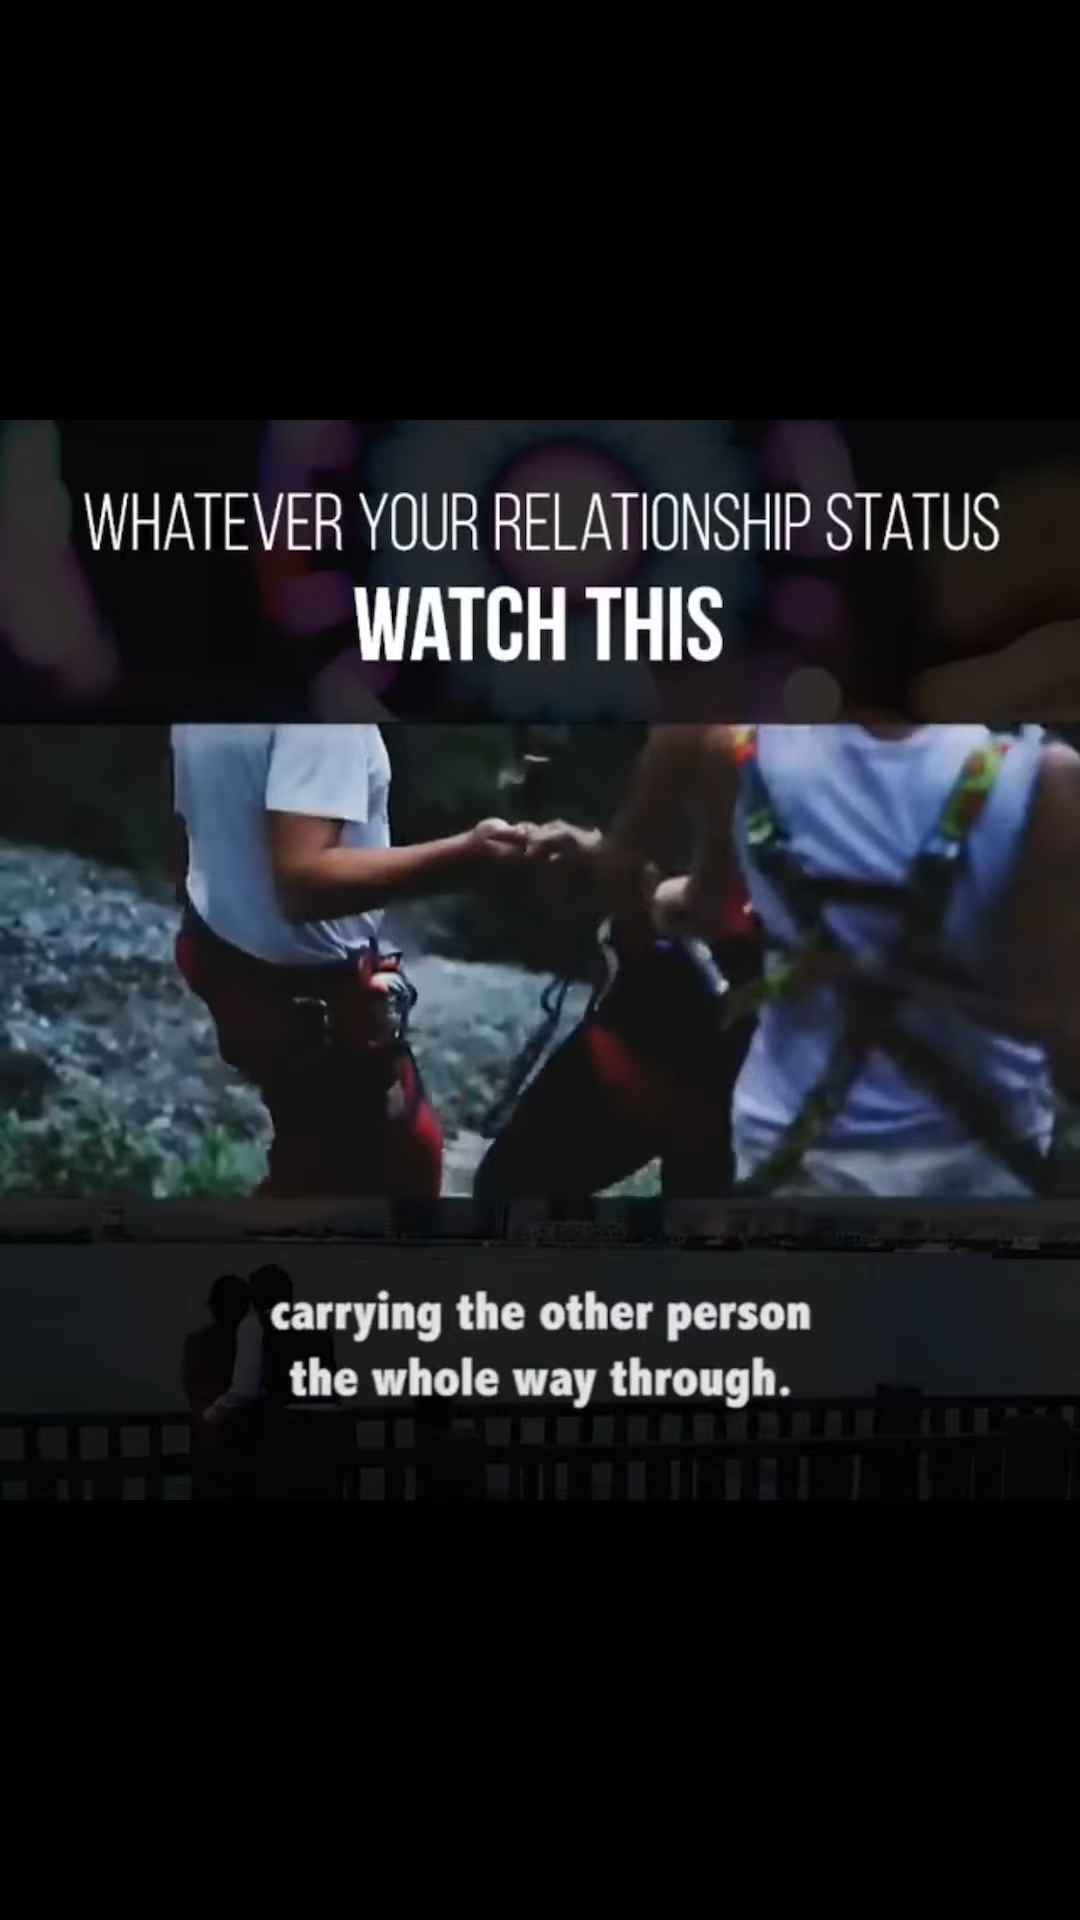 WHATEVER YOUR RELATIONSHIP STATUS
WATCH THIS
carrying the other person
the whole way through.